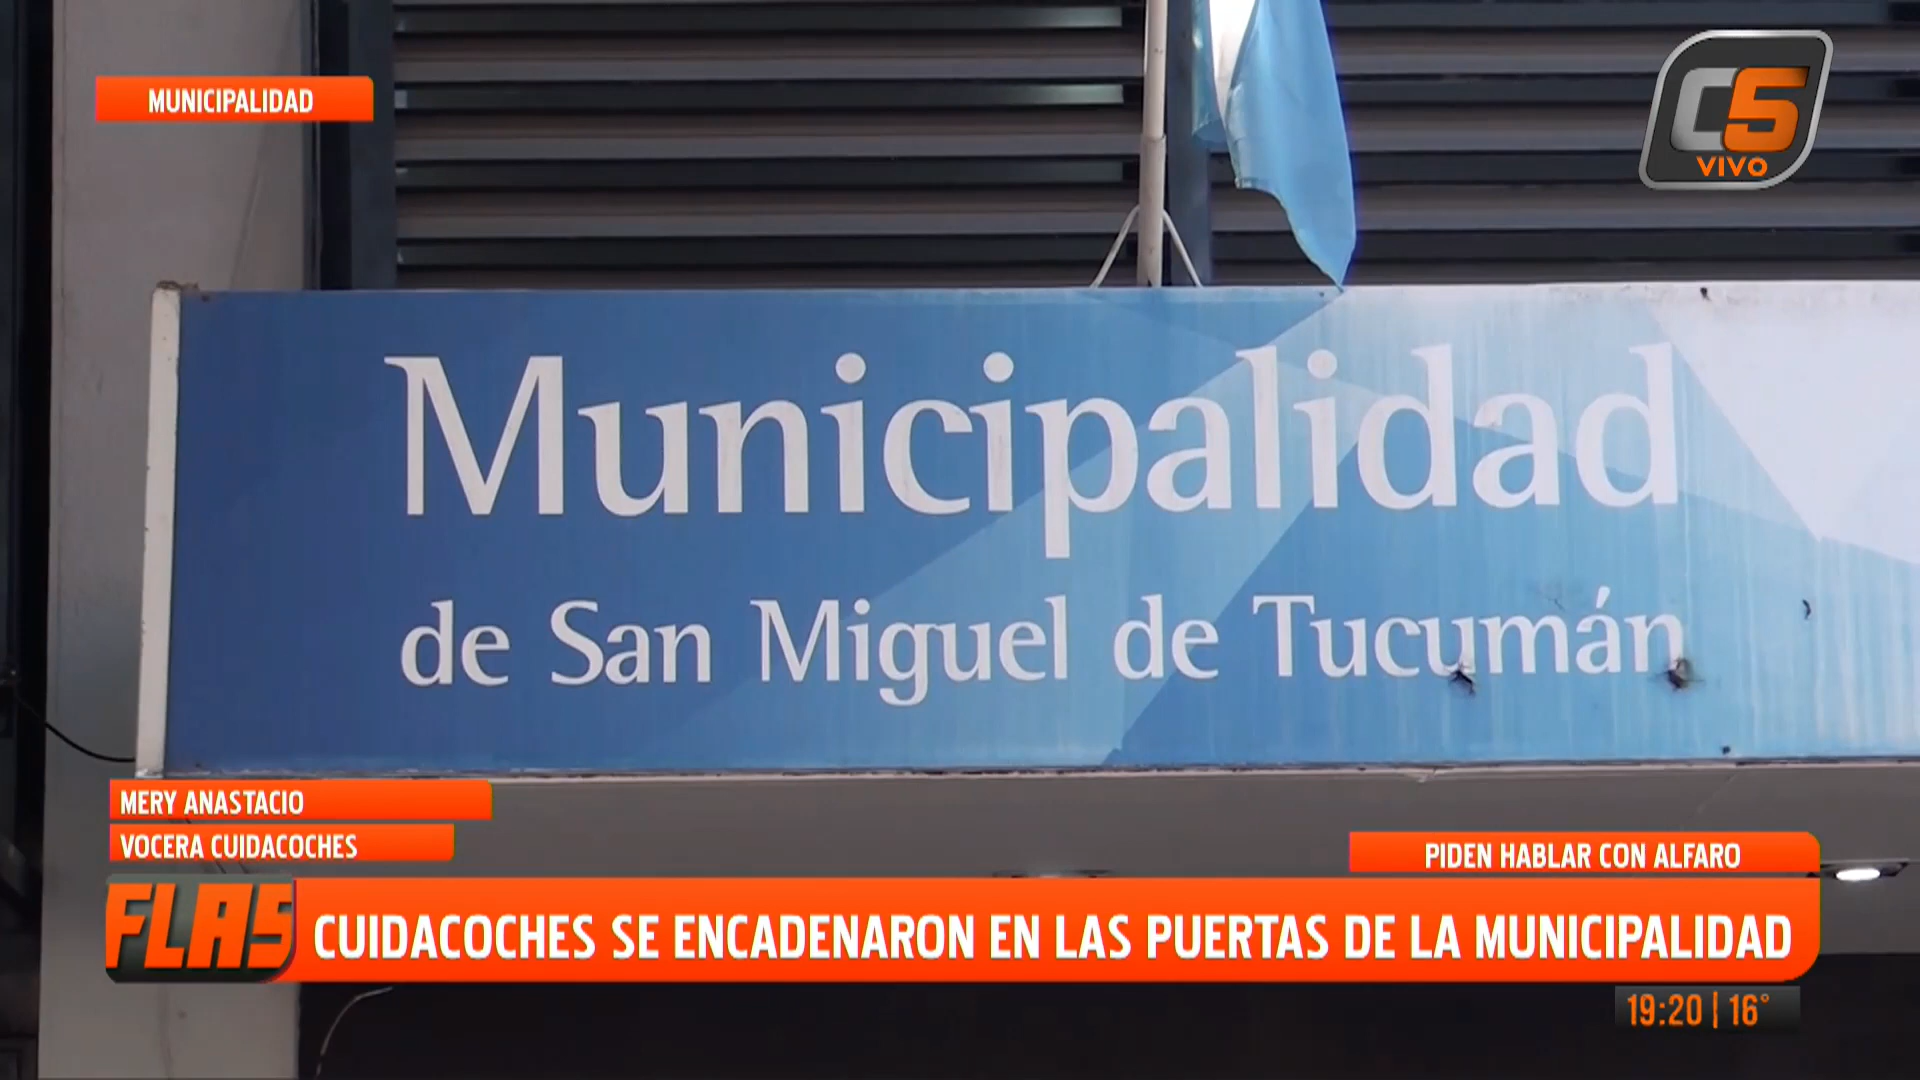 MUNICIPALIDAD
C5
VIVO
Municipalidad
de San Miguel de Tucumán
MERY ANASTACIO
VOCERA CUIDACOCHES
PIDEN HABLAR CON ALFARO
FLA5
CUIDACOCHES SE ENCADENARON EN LAS PUERTAS DE LA MUNICIPALIDAD
19:20 | 16°